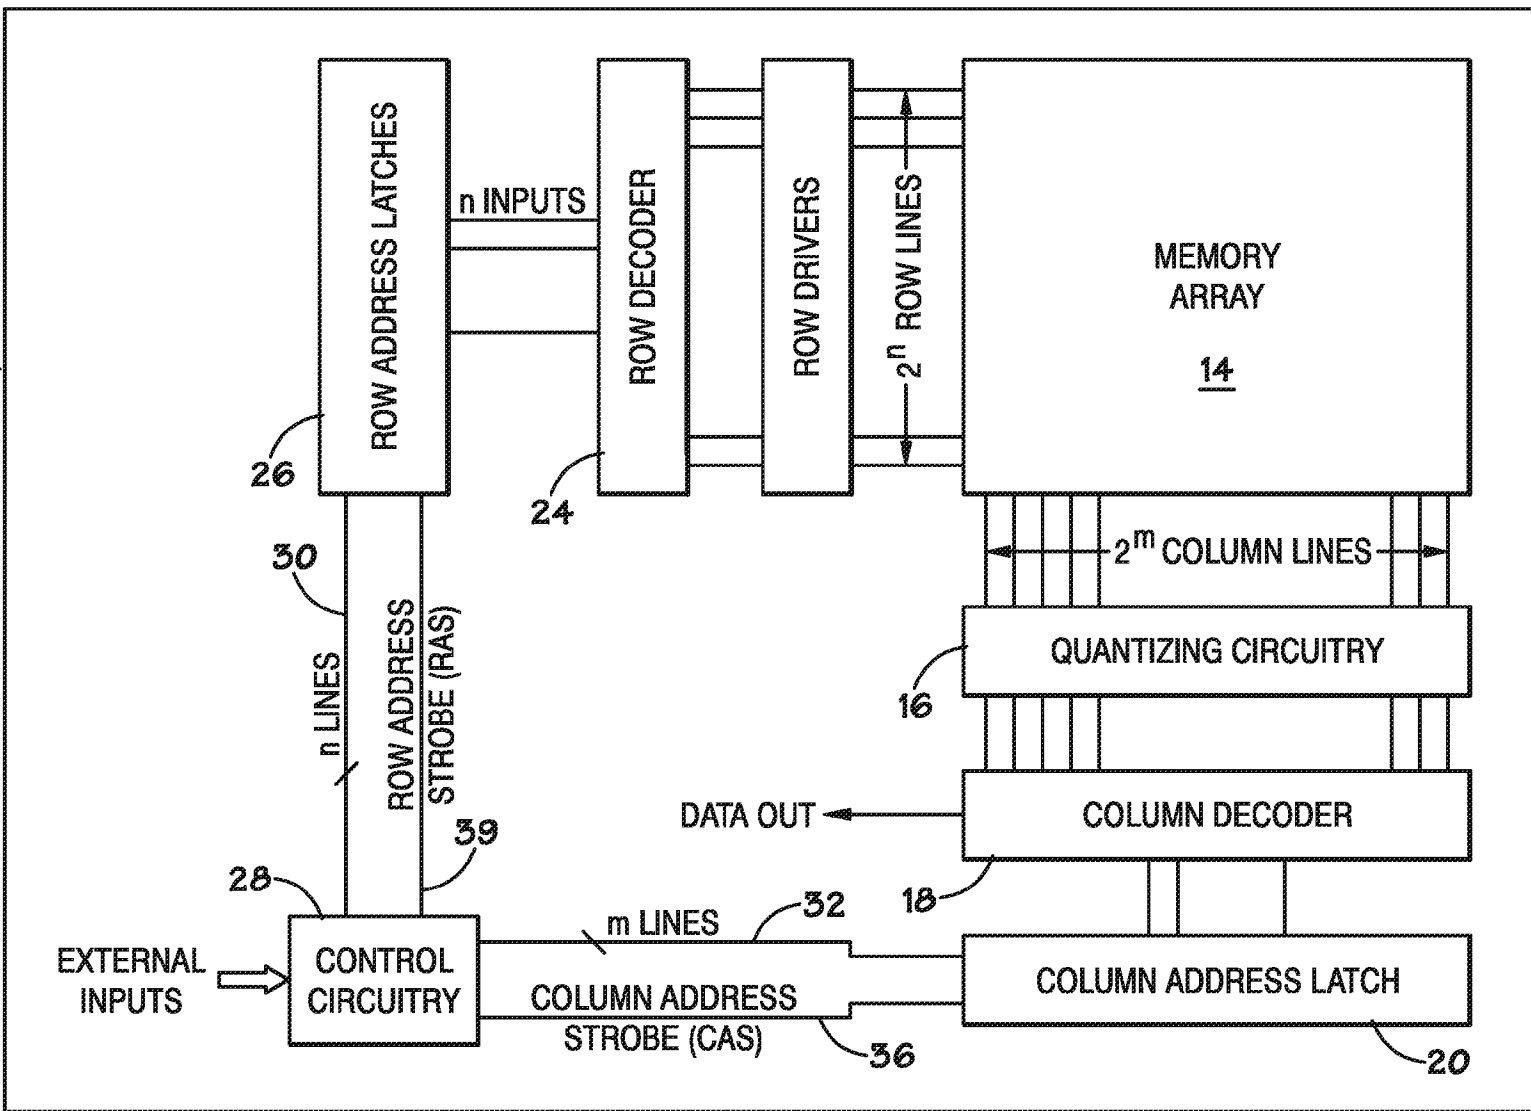 ROW ADDRESS LATCHES
26
n INPUTS
ROW DECODER
24
ROW DRIVERS
2^n ROW LINES
MEMORY
ARRAY
14
2^m COLUMN LINES
QUANTIZING CIRCUITRY
16
COLUMN DECODER
18
DATA OUT
30
n LINES
ROW ADDRESS
STROBE (RAS)
39
28
EXTERNAL
INPUTS
CONTROL
CIRCUITRY
m LINES
32
COLUMN ADDRESS
STROBE (CAS)
36
COLUMN ADDRESS LATCH
20